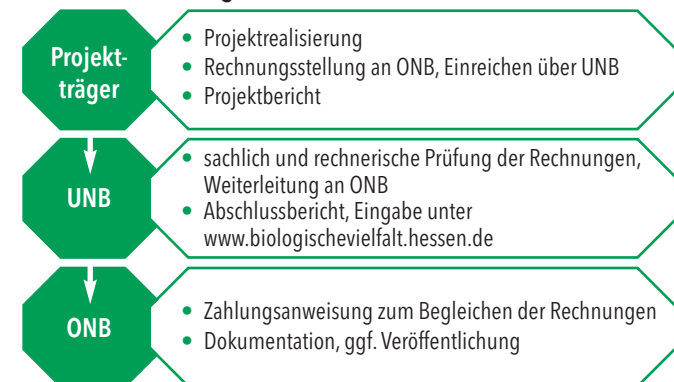 Projekt-
träger
• Projektrealisierung
• Rechnungsstellung an ONB, Einreichen über UNB
• Projektbericht
UNB
• sachlich und rechnerische Prüfung der Rechnungen,
Weiterleitung an ONB
• Abschlussbericht, Eingabe unter
www.biologischevielfalt.hessen.de
ONB
• Zahlungsanweisung zum Begleichen der Rechnungen
• Dokumentation, ggf. Veröffentlichung